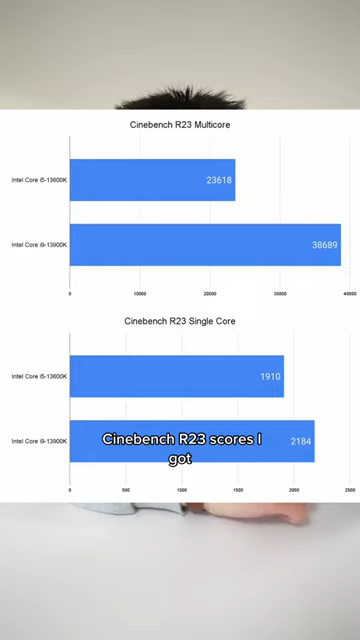 Cinebench R23 Multicore
Intel Core i5-13600K
23618
Intel Core i9-13900K
38689
0 10000 20000 30000 40000
Cinebench R23 Single Core
Intel Core i5-13600K
1910
Intel Core i9-13900K
2184
Cinebench R23 scores I
got
0 500 1000 1500 2000 2500